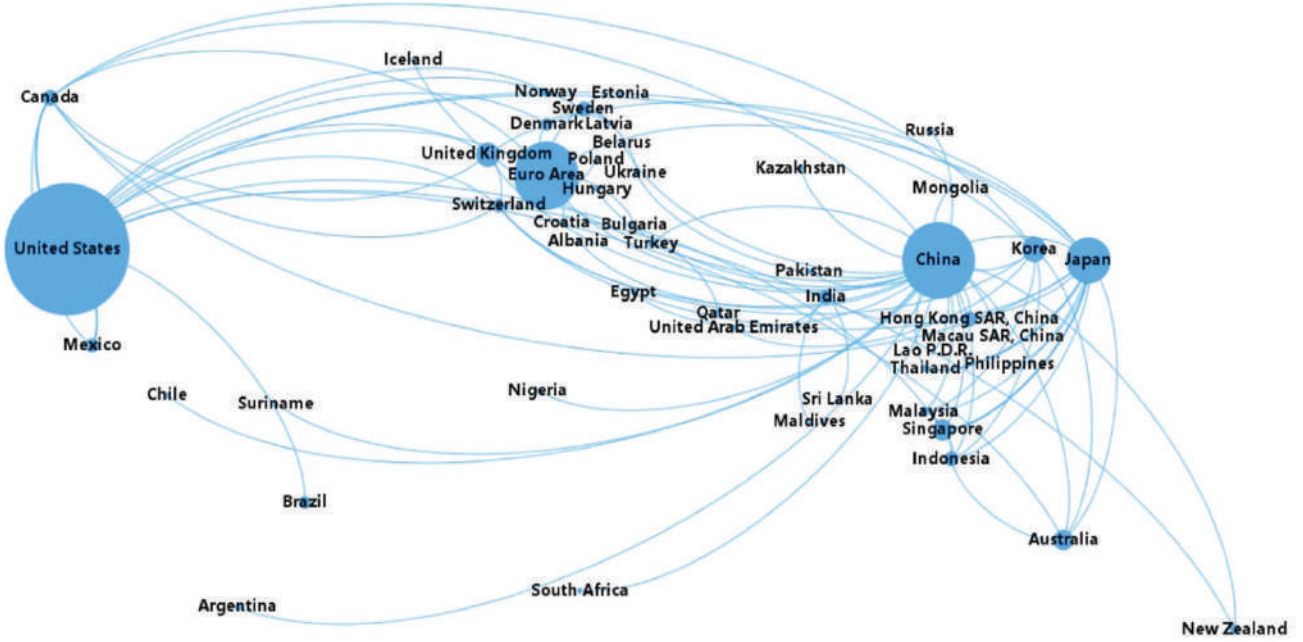 Iceland
Canada
Norway
Estonia
Sweden
Denmark
Latvia
Russia
Belarus
United Kingdom
Poland
Kazakhstan
Euro Area
Ukraine
Hungary
Mongolia
Switzerland
Croatia
Bulgaria
Albania
Turkey
United States
China
Korea
Japan
Pakistan
Egypt
India
Qatar
Hong Kong SAR, China
United Arab Emirates
Macau SAR, China
Mexico
Lao P.D.R.
Thailand
Philippines
Chile
Nigeria
Suriname
Sri Lanka
Maldives
Malaysia
Singapore
Indonesia
Brazil
Australia
South Africa
Argentina
New Zealand